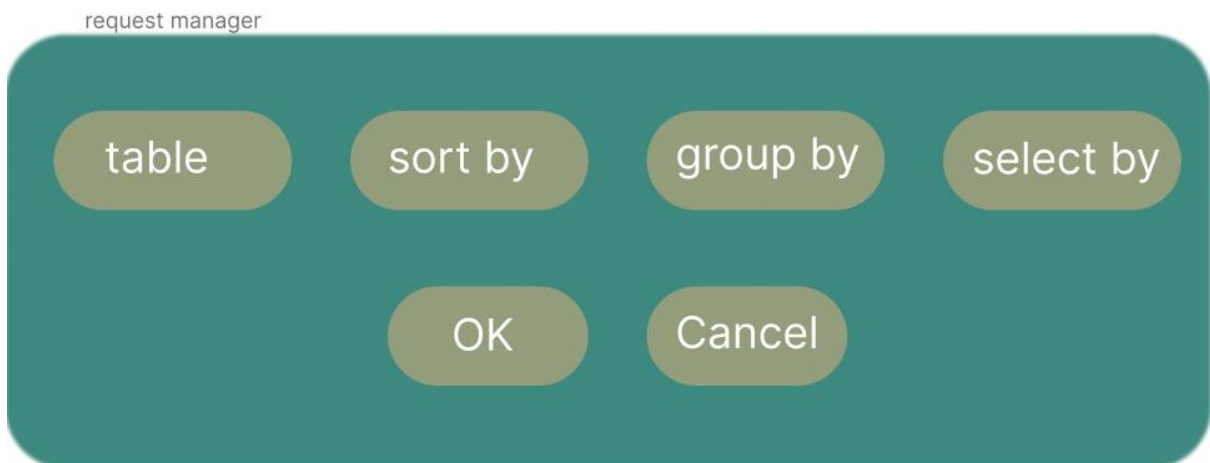 request manager
table
sort by
group by
select by
OK
Cancel